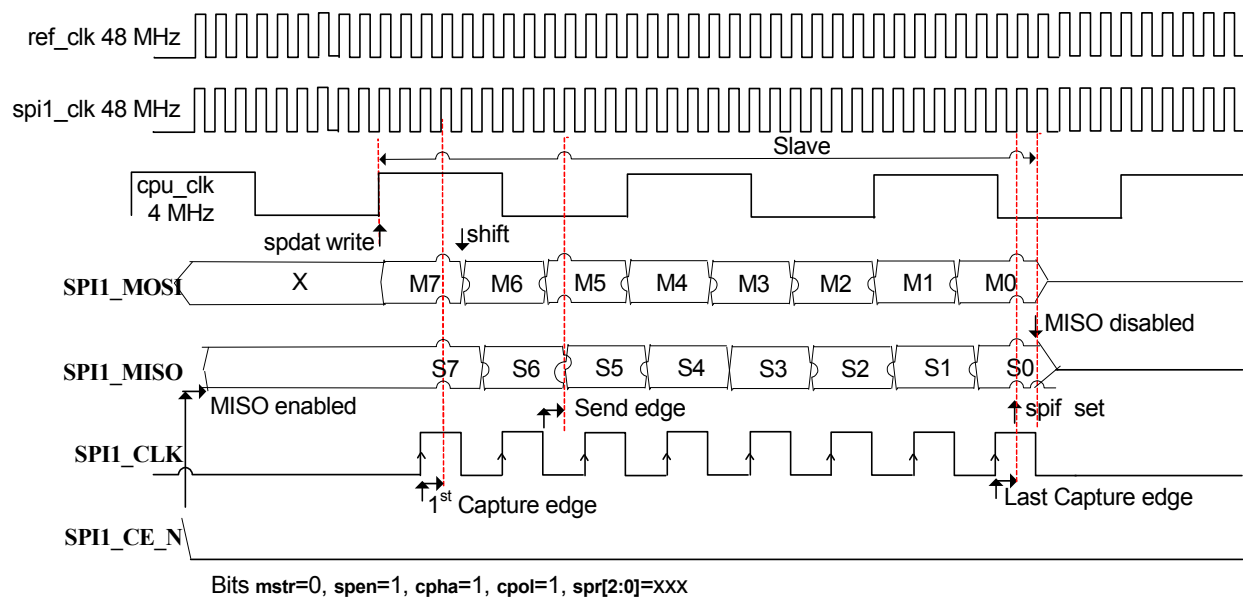 ref_clk 48 MHz
spi1_clk 48 MHz
Slave
cpu_clk
4 MHz
spdat write
shift
SPI1_MOSI
X M7 M6 M5 M4 M3 M2 M1 M0
MISO disabled
SPI1_MISO
S7 S6 S5 S4 S3 S2 S1 S0
MISO enabled
Send edge
spif set
SPI1_CLK
1st Capture edge
Last Capture edge
SPI1_CE_N
Bits mstr=0, spen=1, cpha=1, cpol=1, spr[2:0]=xxx